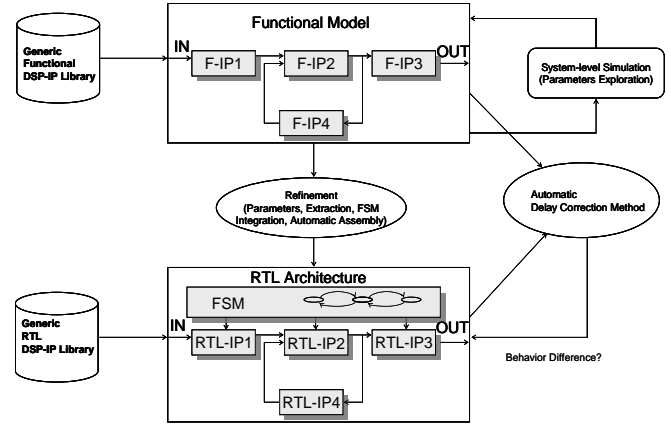 Functional Model
Generic
Functional
DSP-IP Library
IN
F-IP1
F-IP2
F-IP3
OUT
F-IP4
System-level Simulation
(Parameters Exploration)
Refinement
(Parameters, Extraction, FSM
Integration, Automatic Assembly)
Automatic
Delay Correction Method
RTL Architecture
FSM
Generic
RTL
DSP-IP Library
IN
RTL-IP1
RTL-IP2
RTL-IP3
OUT
RTL-IP4
Behavior Difference?